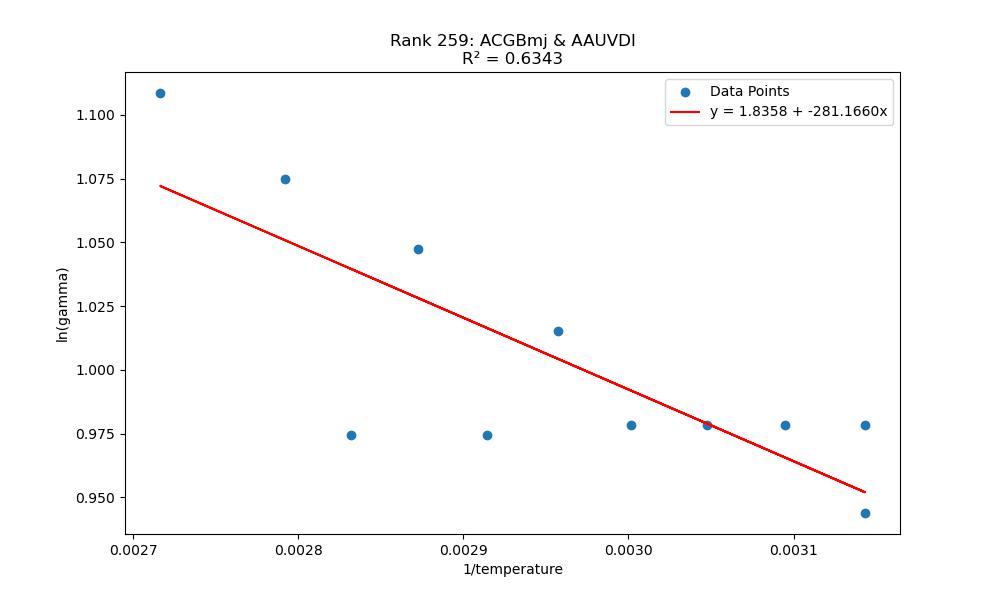 Rank 259: ACGBmj & AAUVDI
R² = 0.6343
Data Points
y = 1.8358 + -281.1660x
1.100
1.075
1.050
1.025
1.000
0.975
0.950
ln(gamma)
0.0027 0.0028 0.0029 0.0030 0.0031
1/temperature